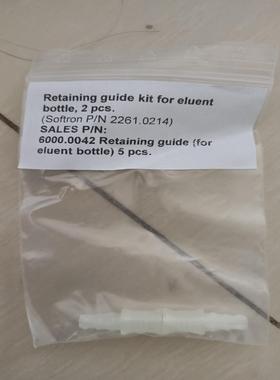 Retaining guide kit for eluent
bottle, 2 pcs.
(Softron P/N 2261.0214)
SALES P/N:
6000.0042 Retaining guide (for
eluent bottle) 5 pcs.